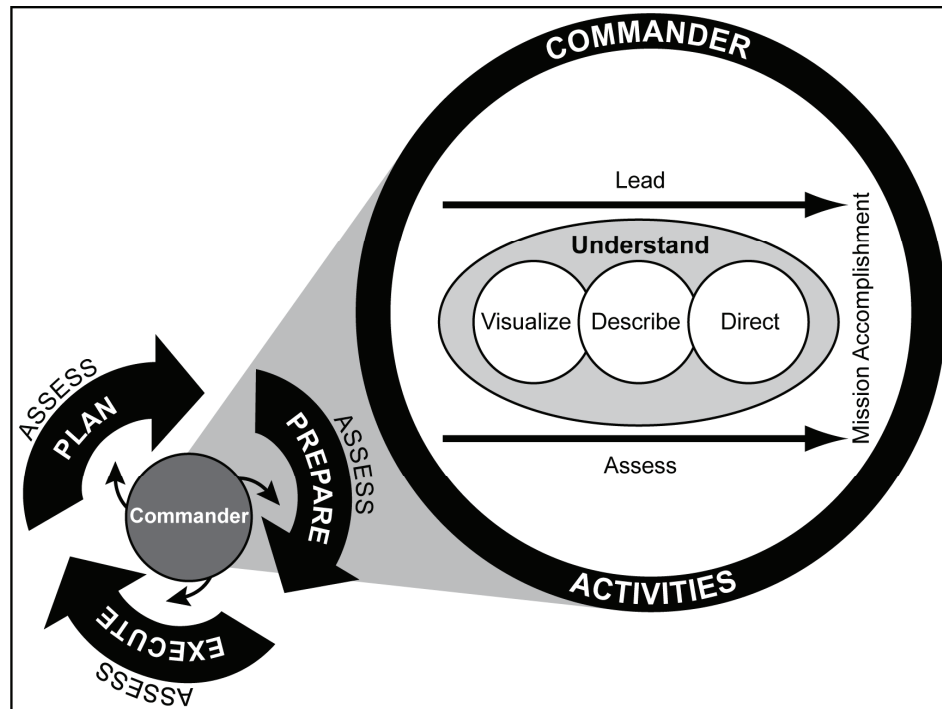 COMMANDER
Lead
Understand
Visualize
Describe
Direct
Mission Accomplishment
Assess
ACTIVITIES
ASSESS
PLAN
ASSESS
PREPARE
Commander
EXECUTE
ASSESS